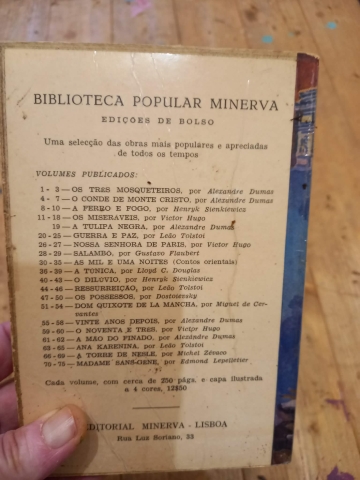 BIBLIOTECA POPULAR MINERVA
EDIÇÕES DE BOLSO
Uma selecção das obras mais populares e apreciadas
de todos os tempos
VOLUMES PUBLICADOS:
1 - 3 — OS TRES MOSQUETEIROS, por Alexandre Dumas
4 - 7 — O CONDE DE MONTE CRISTO, por Alexandre Dumas
8 - 10 — A FERRO E FOGO, por Henryk Sienkiewicz
11 - 18 — OS MISERAVEIS, por Victor Hugo
19 — A TULIPA NEGRA, por Alexandre Dumas
20 - 25 — GUERRA E PAZ, por Leão Tolstoi
26 - 27 — NOSSA SENHORA DE PARIS, por Victor Hugo
28 - 29 — SALAMBO, por Gustavo Flaubert
30 - 35 — AS MIL E UMA NOITES (Contos orientais)
36 - 39 — A TUNICA, por Lloyd C. Douglas
40 - 43 — O DILUVIO, por Henryk Sienkiewicz
44 - 46 — RESSUREIÇÃO, por Leão Tolstoi
47 - 50 — OS POSSESSOS, por Dostoievsky
51 - 54 — DOM QUIXOTE DE LA MANCHA, por Miguel de Cer-
vantes
55 - 58 — VINTE ANOS DEPOIS, por Alexandre Dumas
59 - 60 — O NOVENTA E TRES, por Victor Hugo
61 - 62 — A MÃO DO FINADO, por Alexandre Dumas
63 - 65 — ANA KARENINA, por Leão Tolstoi
66 - 69 — A TORRE DE NESLE, por Michel Zévaco
70 - 75 — MADAME SANS-GENE, por Edmond Lepelletier
Cada volume, com cerca de 250 págs. e capa ilustrada
a 4 cores, 12$50
EDITORIAL MINERVA - LISBOA
Rua Luz Soriano, 33